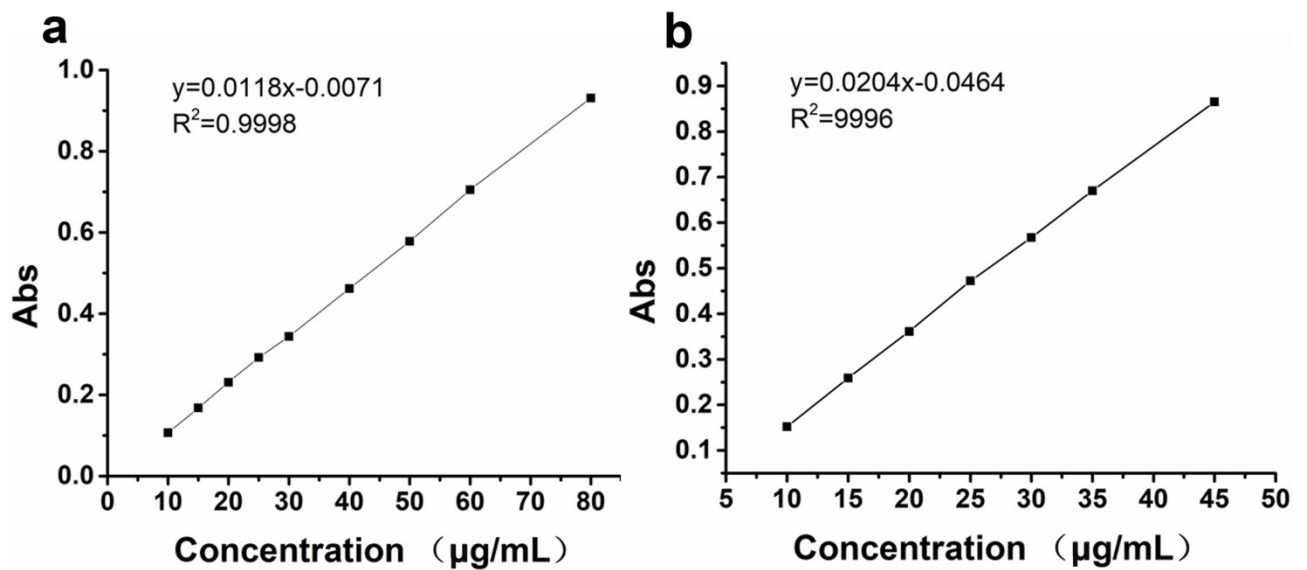 a
y=0.0118x-0.0071
R²=0.9998
1.0
0.8
0.6
0.4
0.2
0.0
Abs
0 10 20 30 40 50 60 70 80
Concentration （µg/mL）
b
y=0.0204x-0.0464
R²=9996
0.9
0.8
0.7
0.6
0.5
0.4
0.3
0.2
0.1
Abs
5 10 15 20 25 30 35 40 45 50
Concentration （µg/mL）